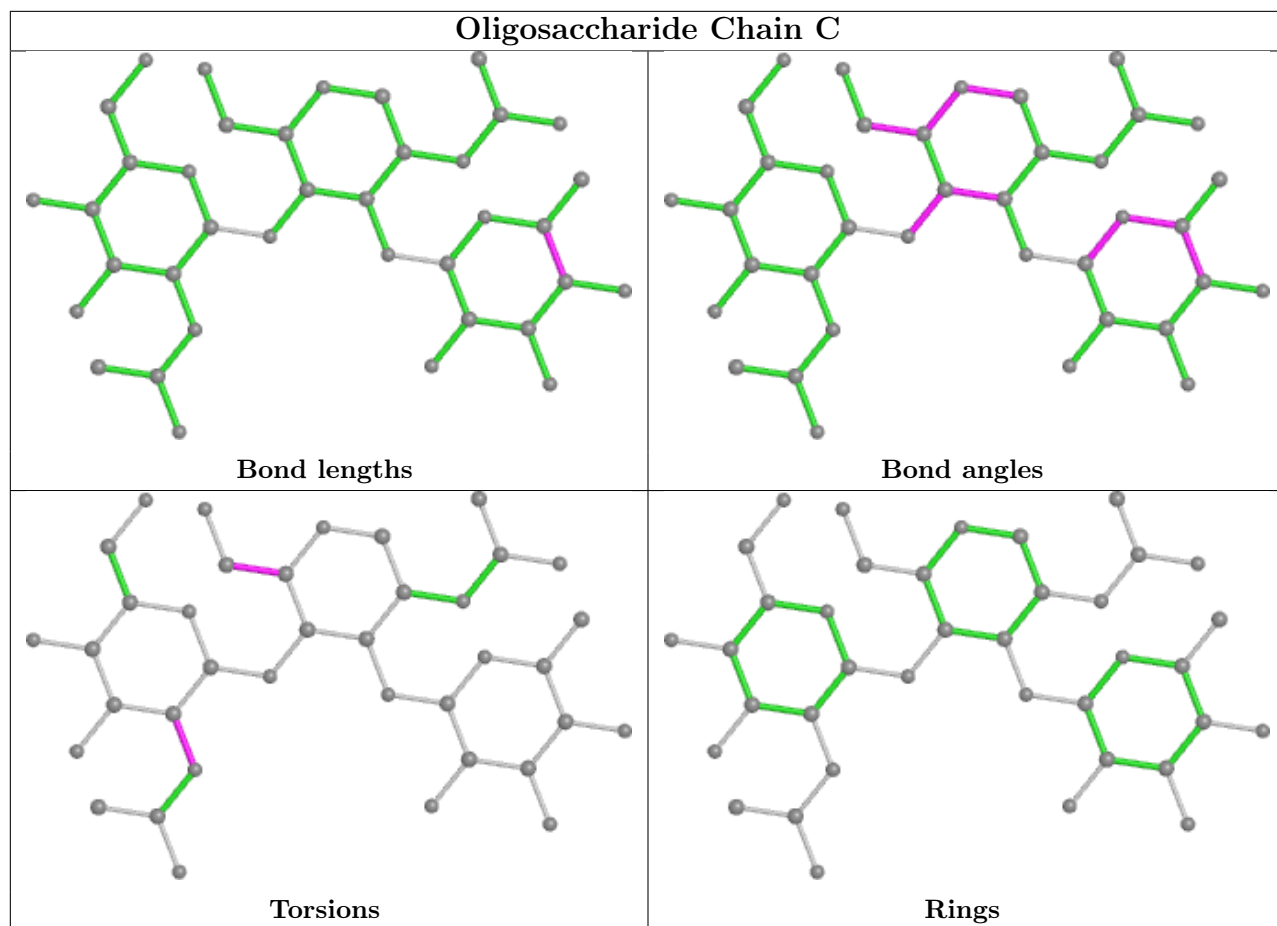 Oligosaccharide Chain C
Bond lengths
Bond angles
Torsions
Rings